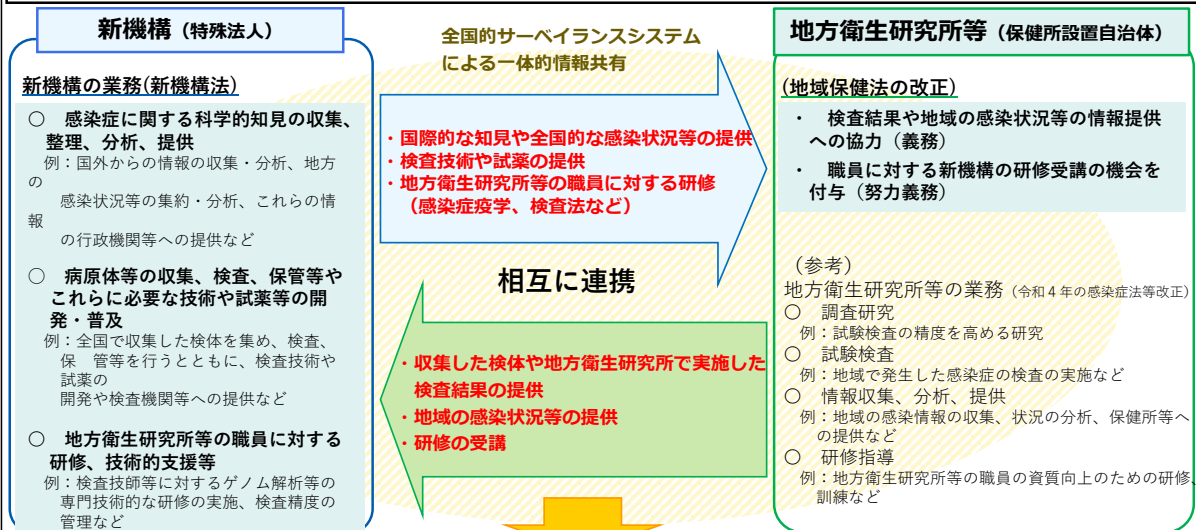 新機構(特殊法人)
新機構の業務(新機構法)
○ 感染症に関する科学的知見の収集、
整理、分析、提供
例:国外からの情報の収集・分析、地方
の
感染状況等の集約・分析、これらの情
報
の行政機関等への提供など
○ 病原体等の収集、検査、保管等や
これらに必要な技術や試薬等の開
発・普及
例:全国で収集した検体を集め、検査、
保 管等を行うとともに、検査技術や
試薬の
開発や検査機関等への提供など
○ 地方衛生研究所等の職員に対する
研修、技術的支援等
例:検査技師等に対するゲノム解析等の
専門技術的な研修の実施、検査精度の
管理など
全国的サーベイランスシステム
による一体的情報共有
・国際的な知見や全国的な感染状況等の提供
・検査技術や試薬の提供
・地方衛生研究所等の職員に対する研修
(感染症疫学、検査法など)
相互に連携
・収集した検体や地方衛生研究所で実施した
検査結果の提供
・地域の感染状況等の提供
・研修の受講
地方衛生研究所等(保健所設置自治体)
(地域保健法の改正)
・ 検査結果や地域の感染状況等の情報提供
への協力(義務)
・ 職員に対する新機構の研修受講の機会を
付与(努力義務)
(参考)
地方衛生研究所等の業務(令和4年の感染症法等改正)
○ 調査研究
例:試験検査の精度を高める研究
○ 試験検査
例:地域で発生した感染症の検査の実施など
○ 情報収集、分析、提供
例:地域の感染情報の収集、状況の分析、保健所等へ
の提供など
○ 研修指導
例:地方衛生研究所等の職員の資質向上のための研修、
訓練など